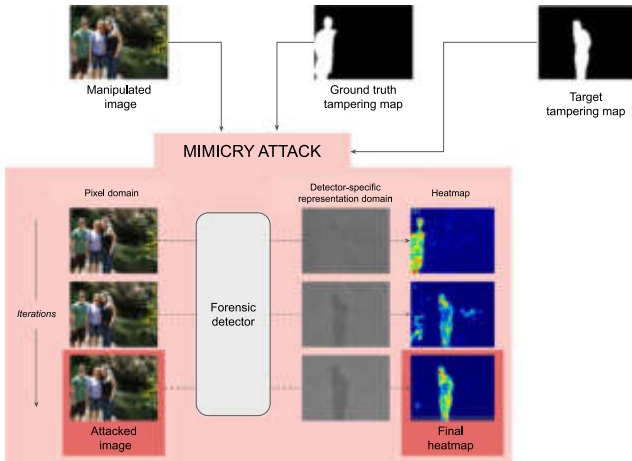 Manipulated
image
Ground truth
tampering map
Target
tampering map
MIMICRY ATTACK
Pixel domain
Detector-specific
representation domain
Heatmap
Iterations
Forensic
detector
Attacked
image
Final
heatmap